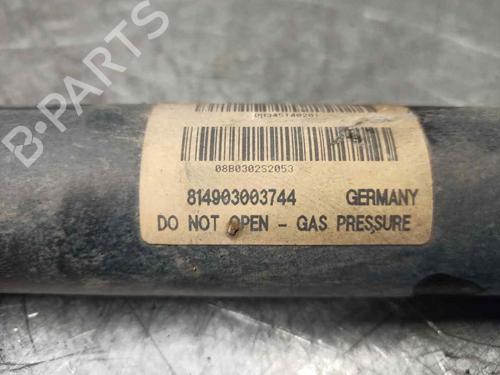 08B0302S2053
814903003744 GERMANY
DO NOT OPEN - GAS PRESSURE
B-PARTS